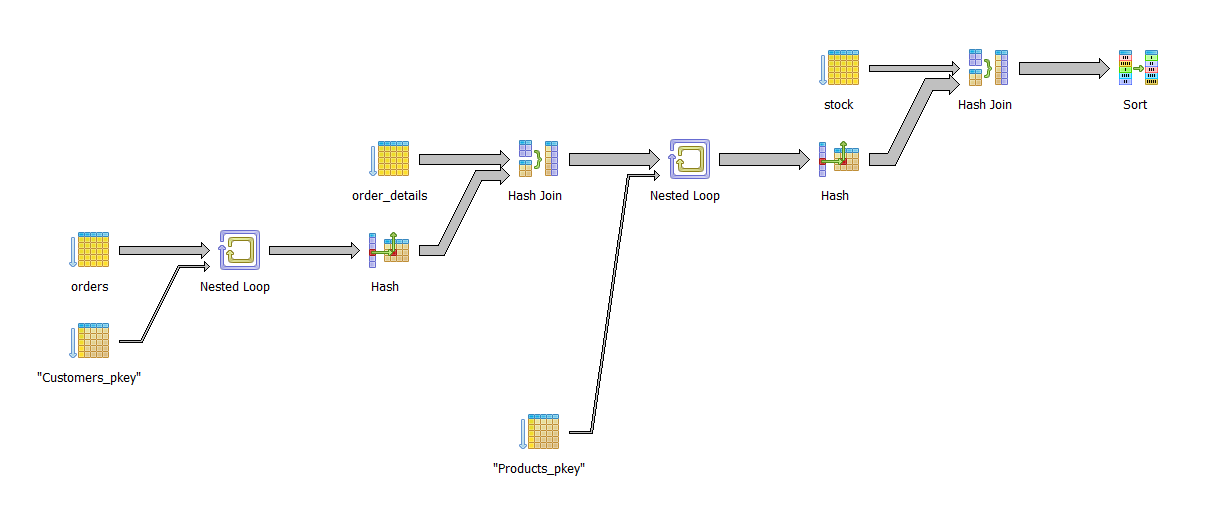 stock
Hash Join
Sort
order_details
Hash Join
Nested Loop
Hash
orders
Nested Loop
Hash
"Customers_pkey"
"Products_pkey"